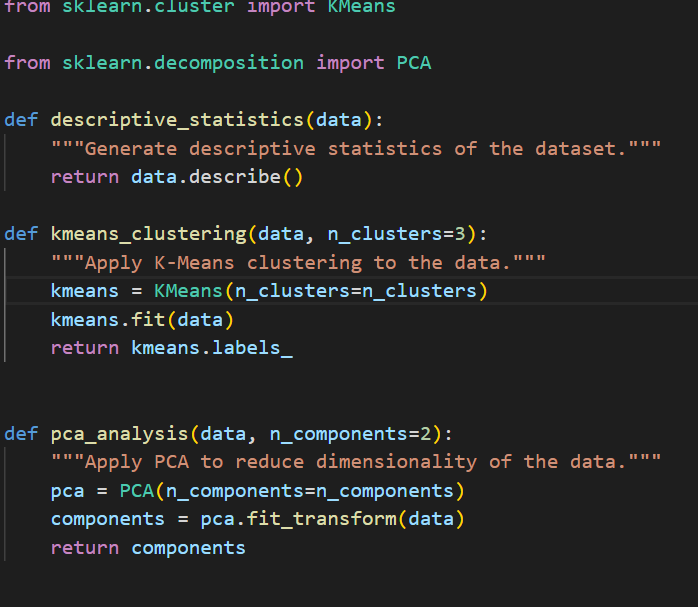 from sklearn.cluster import KMeans
from sklearn.decomposition import PCA
def descriptive_statistics(data):
"""Generate descriptive statistics of the dataset."""
return data.describe()
def kmeans_clustering(data, n_clusters=3):
"""Apply K-Means clustering to the data."""
kmeans = KMeans(n_clusters=n_clusters)
kmeans.fit(data)
return kmeans.labels_
def pca_analysis(data, n_components=2):
"""Apply PCA to reduce dimensionality of the data."""
pca = PCA(n_components=n_components)
components = pca.fit_transform(data)
return components